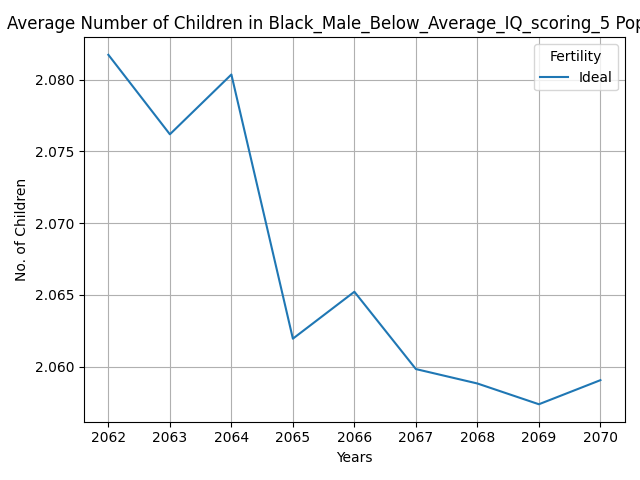 Average Number of Children in Black_Male_Below_Average_IQ_scoring_5 Pop
Fertility
Ideal
2.080
2.075
2.070
2.065
2.060
No. of Children
2062 2063 2064 2065 2066 2067 2068 2069 2070
Years